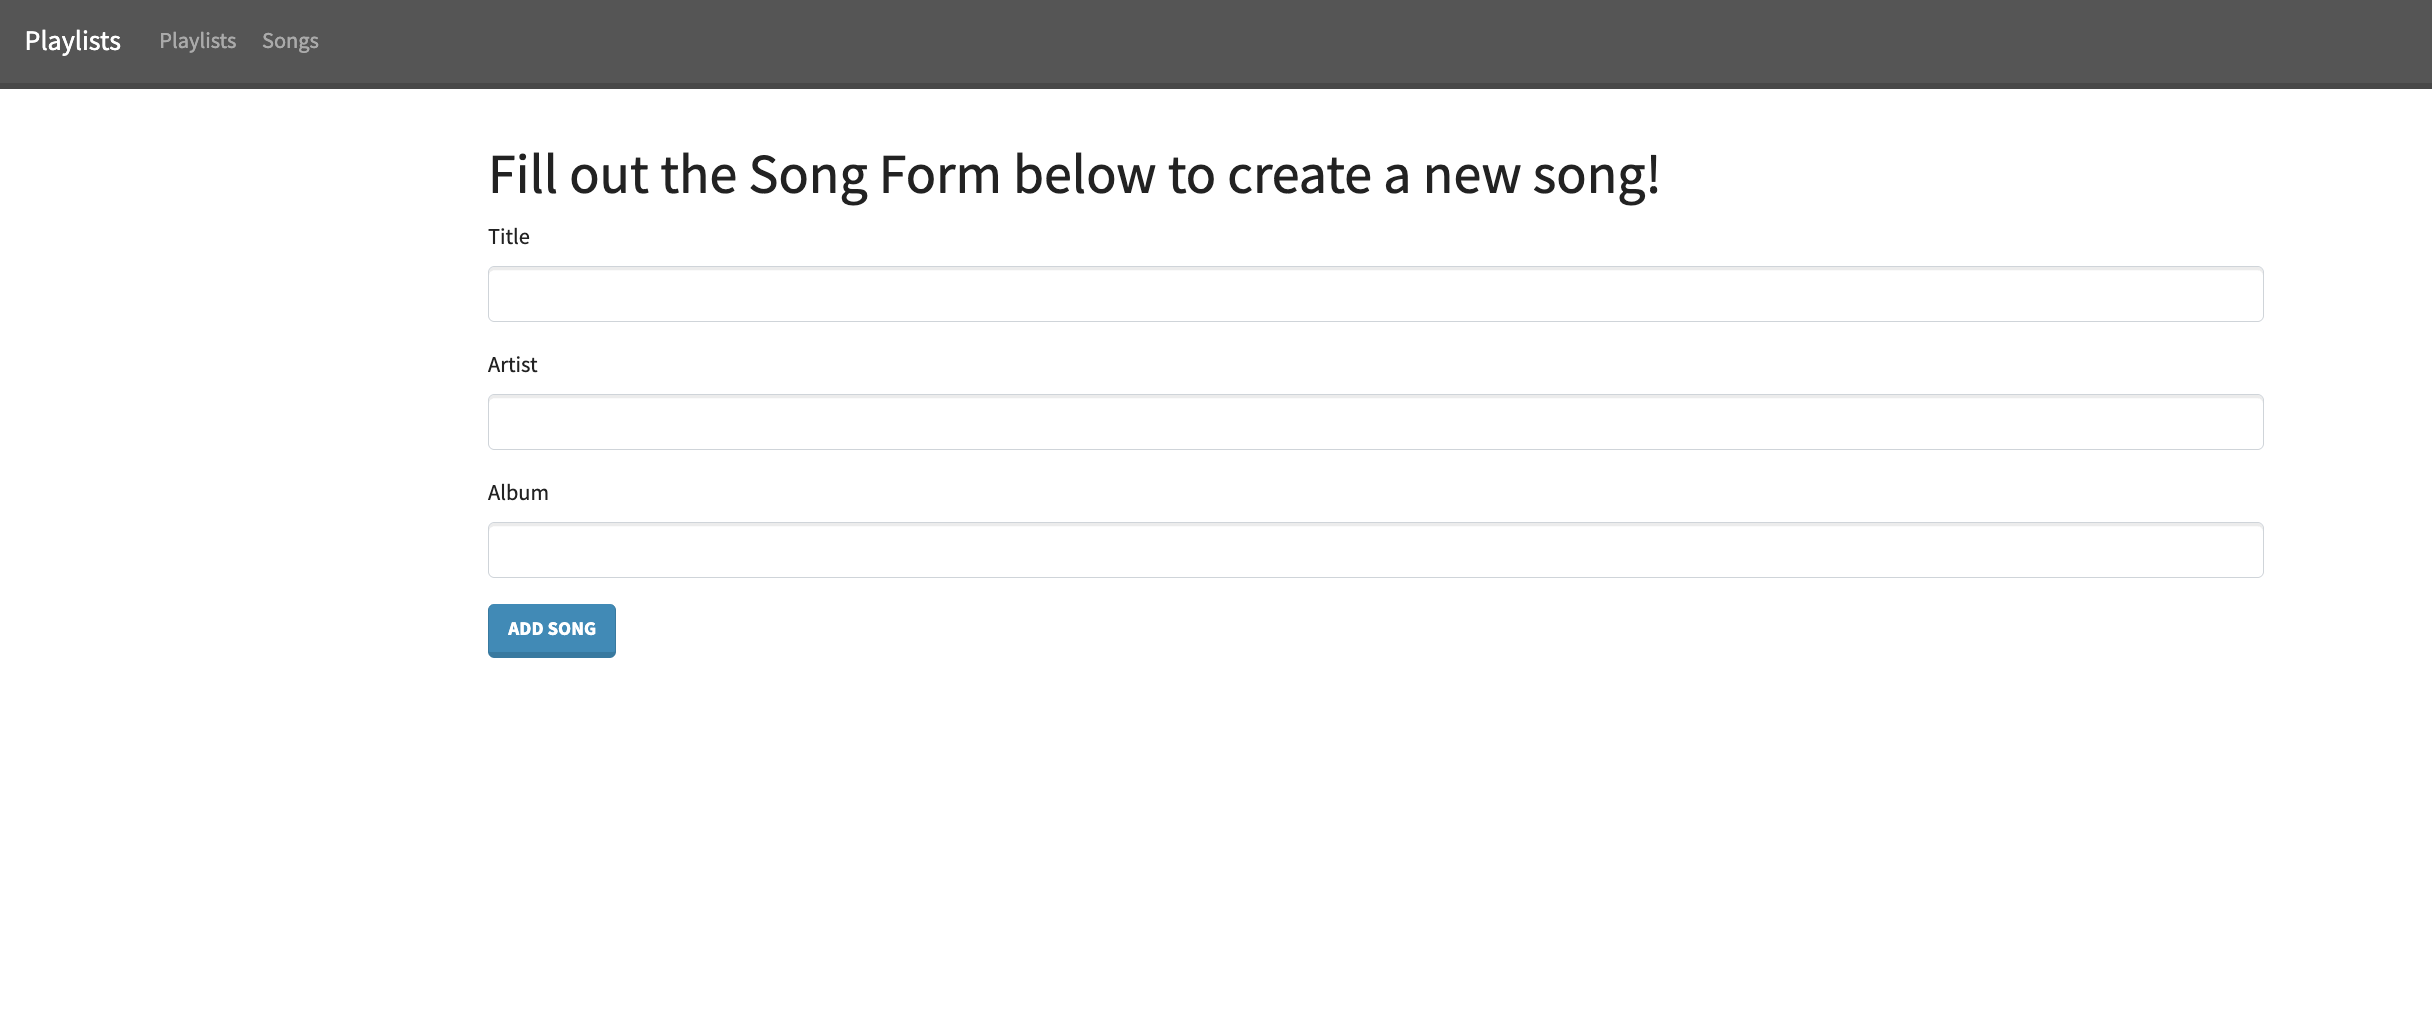 Playlists Playlists Songs
Fill out the Song Form below to create a new song!
Title
Artist
Album
ADD SONG